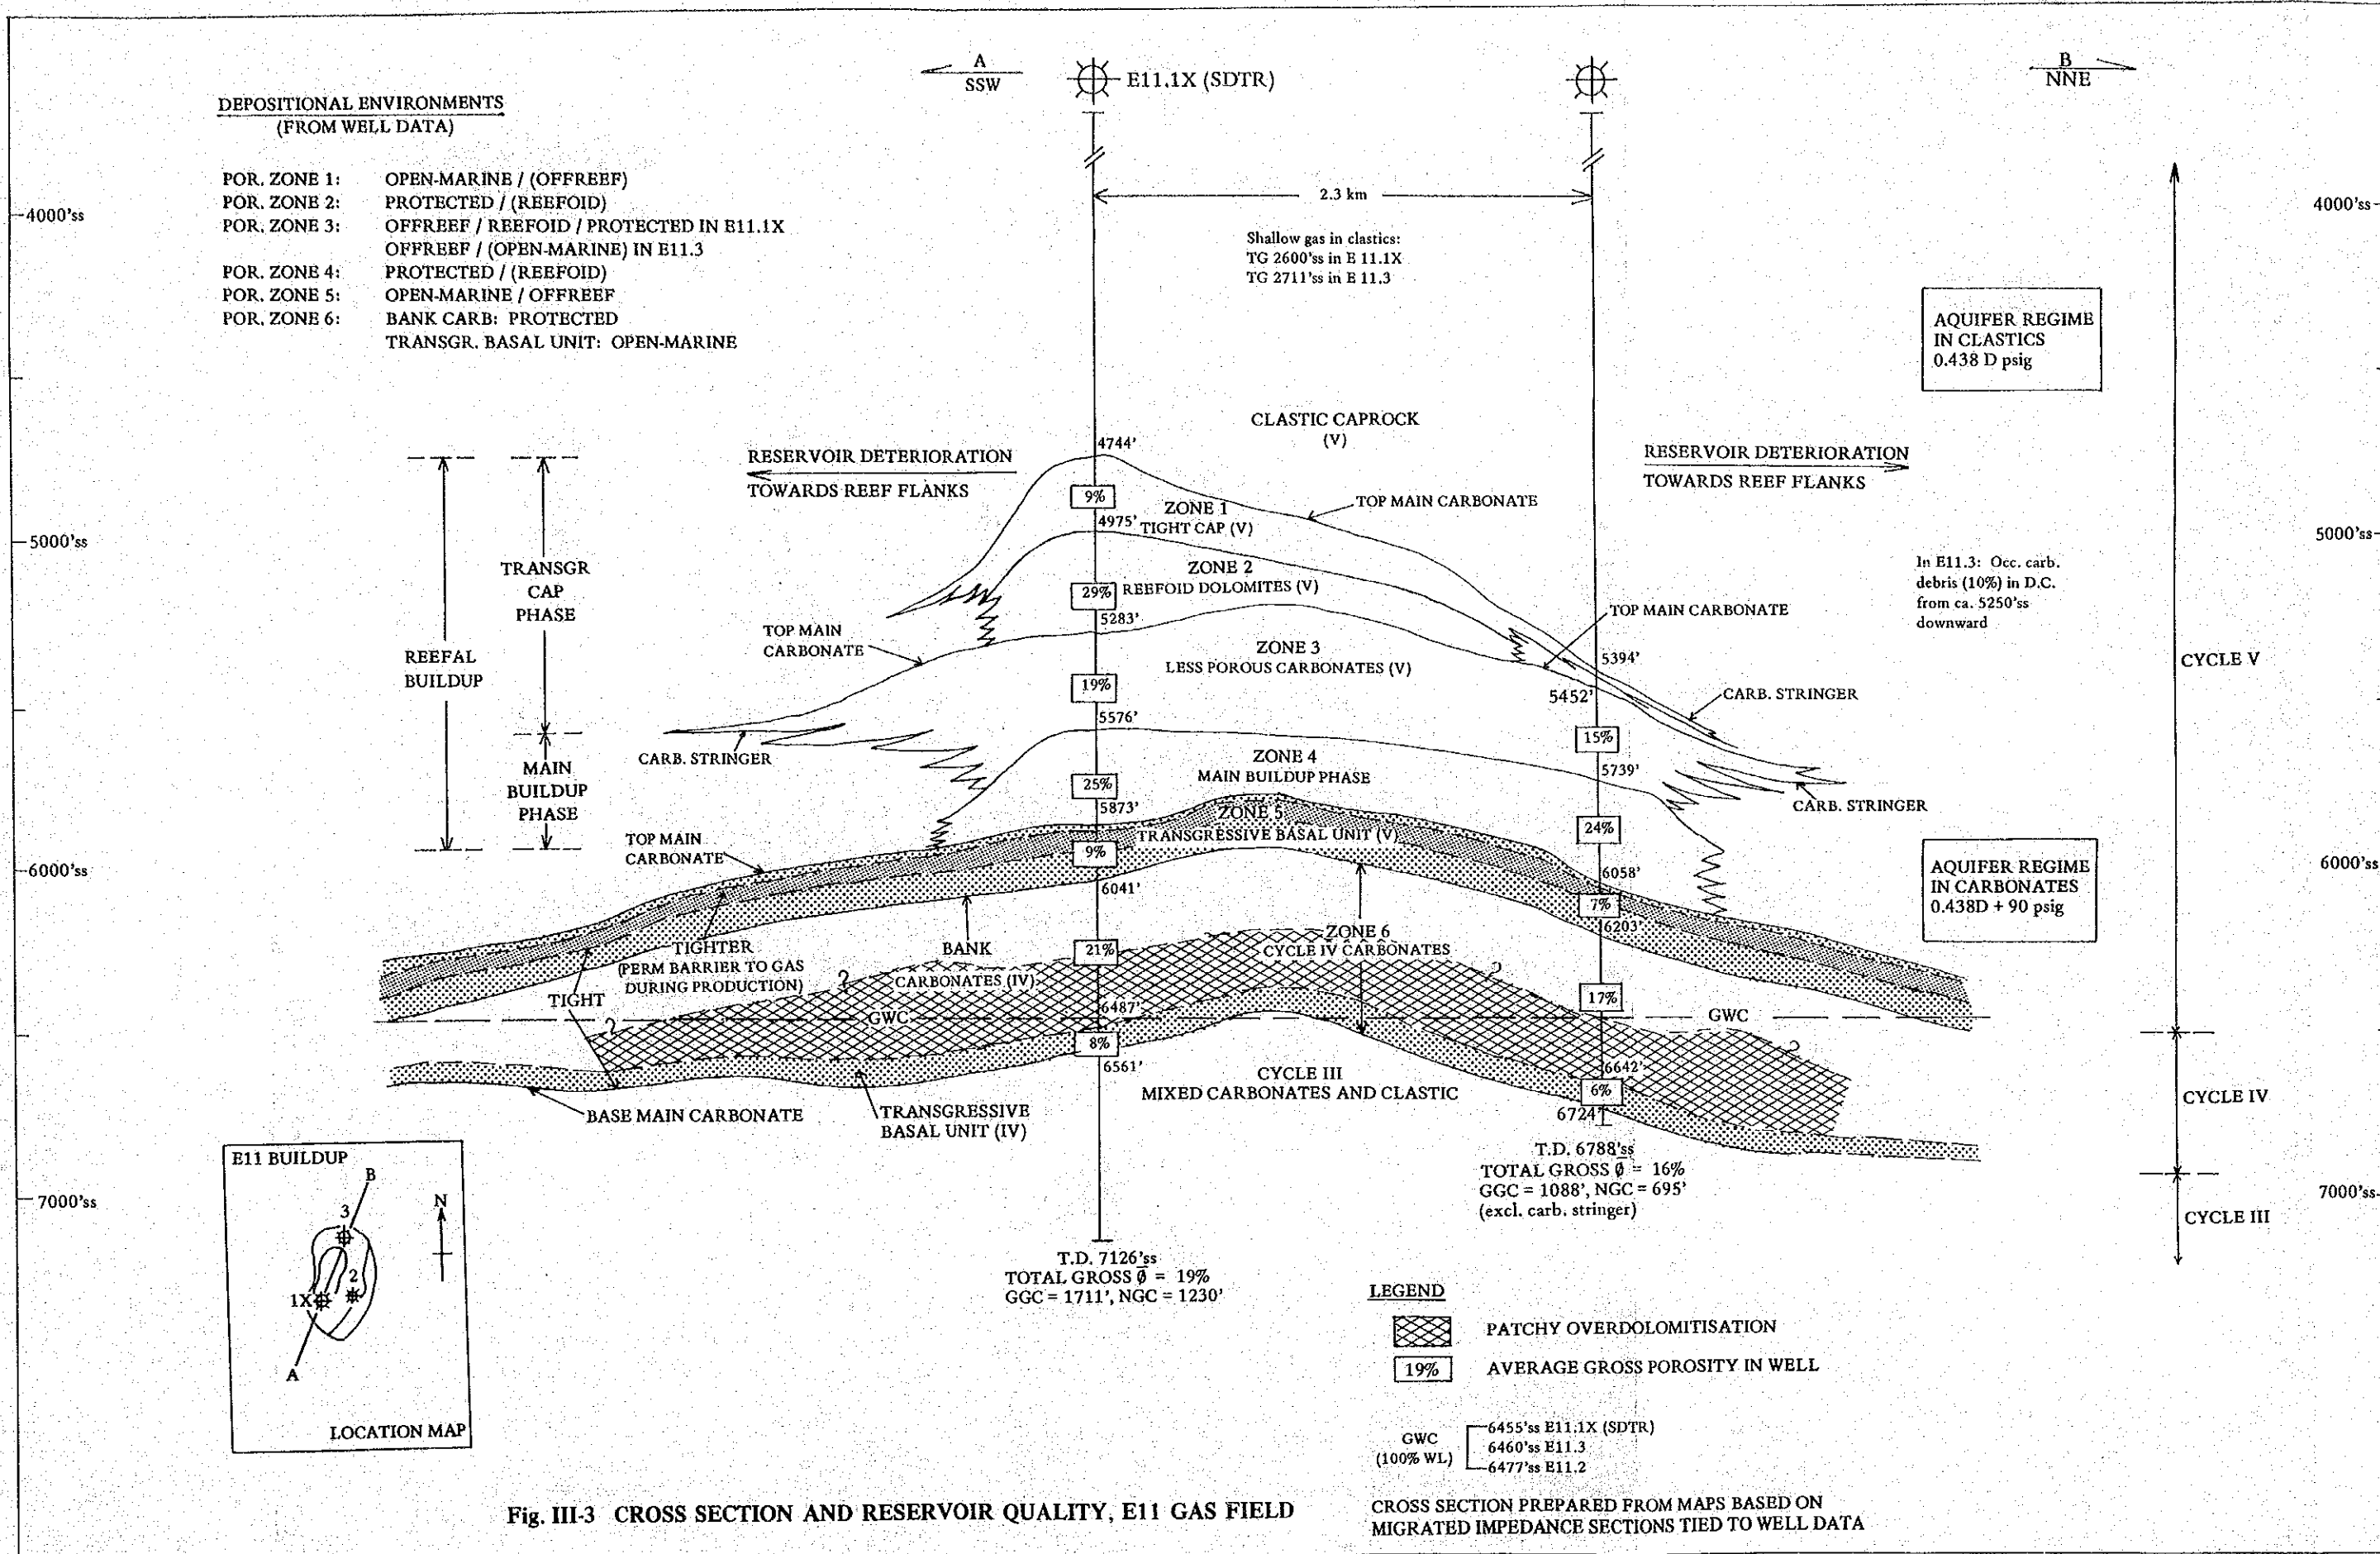 A
SSW
E11.1X (SDTR)
B
NNE
DEPOSITIONAL ENVIRONMENTS
(FROM WELL DATA)
POR. ZONE 1: OPEN-MARINE / (OFFREEF)
POR. ZONE 2: PROTECTED / (REEFOID)
POR. ZONE 3: OFFREEF / REEFOID / PROTECTED IN E11.1X
OFFREEF / (OPEN-MARINE) IN E11.3
POR. ZONE 4: PROTECTED / (REEFOID)
POR. ZONE 5: OPEN-MARINE / OFFREEF
POR. ZONE 6: BANK CARB: PROTECTED
TRANSGR. BASAL UNIT: OPEN-MARINE
4000'ss
2.3 km
4000'ss
Shallow gas in clastics:
TG 2600'ss in E 11.1X
TG 2711'ss in E 11.3
AQUIFER REGIME
IN CLASTICS
0.438 D psig
CLASTIC CAPROCK
(V)
4744'
RESERVOIR DETERIORATION
TOWARDS REEF FLANKS
RESERVOIR DETERIORATION
TOWARDS REEF FLANKS
9%
ZONE 1
TIGHT CAP (V)
TOP MAIN CARBONATE
4975'
5000'ss
5000'ss
TRANSGR
CAP
PHASE
ZONE 2
REEFOID DOLOMITES (V)
29%
5283'
In E11.3: Occ. carb.
debris (10%) in D.C.
from ca. 5250'ss
downward
TOP MAIN CARBONATE
TOP MAIN
CARBONATE
REEFAL
BUILDUP
ZONE 3
LESS POROUS CARBONATES (V)
19%
5394'
5452'
CARB. STRINGER
CYCLE V
5576'
15%
CARB. STRINGER
MAIN
BUILDUP
PHASE
ZONE 4
MAIN BUILDUP PHASE
25%
5739'
CARB. STRINGER
5873'
ZONE 5
TRANSGRESSIVE BASAL UNIT (V)
24%
TOP MAIN
CARBONATE
9%
6000'ss
6000'ss
6041'
6058'
AQUIFER REGIME
IN CARBONATES
0.438D + 90 psig
7%
6203'
TIGHTER
(PERM BARRIER TO GAS
DURING PRODUCTION)
BANK
CARBONATES (IV)
21%
ZONE 6
CYCLE IV CARBONATES
?
?
?
?
TIGHT
17%
6487'
GWC
GWC
8%
6561'
CYCLE III
MIXED CARBONATES AND CLASTIC
6642'
6%
6724'
CYCLE IV
BASE MAIN CARBONATE
TRANSGRESSIVE
BASAL UNIT (IV)
T.D. 6788'ss
TOTAL GROSS ϕ̄ = 16%
GGC = 1088', NGC = 695'
(excl. carb. stringer)
7000'ss
7000'ss
CYCLE III
E11 BUILDUP
B
N
3
2
1X
A
LOCATION MAP
T.D. 7126'ss
TOTAL GROSS ϕ̄ = 19%
GGC = 1711', NGC = 1230'
LEGEND
PATCHY OVERDOLOMITISATION
19% AVERAGE GROSS POROSITY IN WELL
GWC
(100% WL)
6455'ss E11.1X (SDTR)
6460'ss E11.3
6477'ss E11.2
Fig. III-3 CROSS SECTION AND RESERVOIR QUALITY, E11 GAS FIELD
CROSS SECTION PREPARED FROM MAPS BASED ON
MIGRATED IMPEDANCE SECTIONS TIED TO WELL DATA